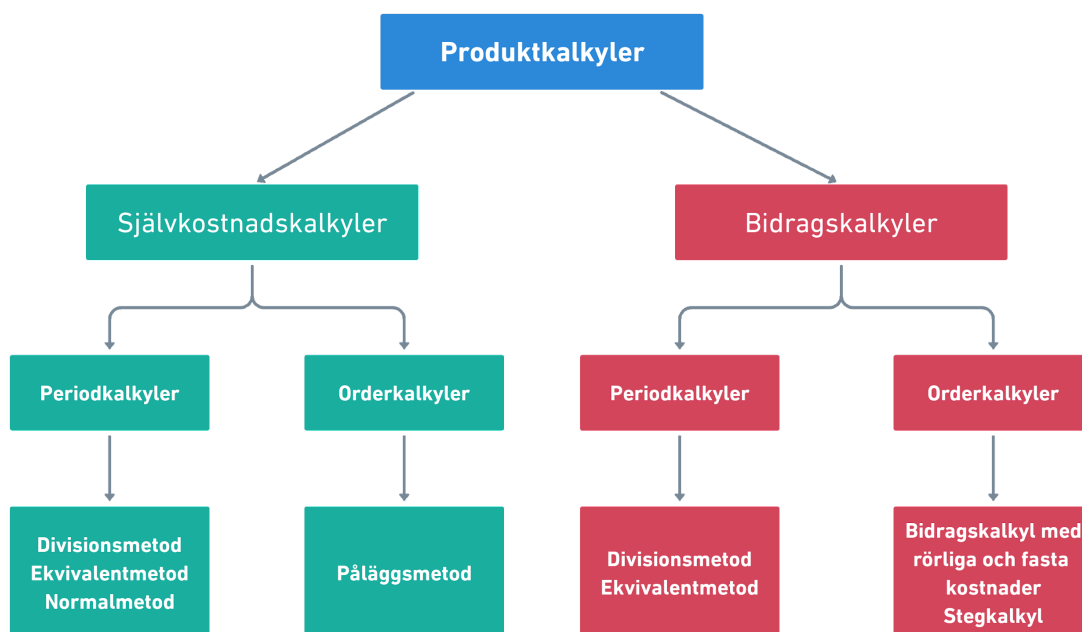 Produktkalkyler
Självkostnadskalkyler
Bidragskalkyler
Periodkalkyler
Orderkalkyler
Periodkalkyler
Orderkalkyler
Divisionsmetod
Ekvivalentmetod
Normalmetod
Påläggsmetod
Divisionsmetod
Ekvivalentmetod
Bidragskalkyl med
rörliga och fasta
kostnader
Stegkalkyl